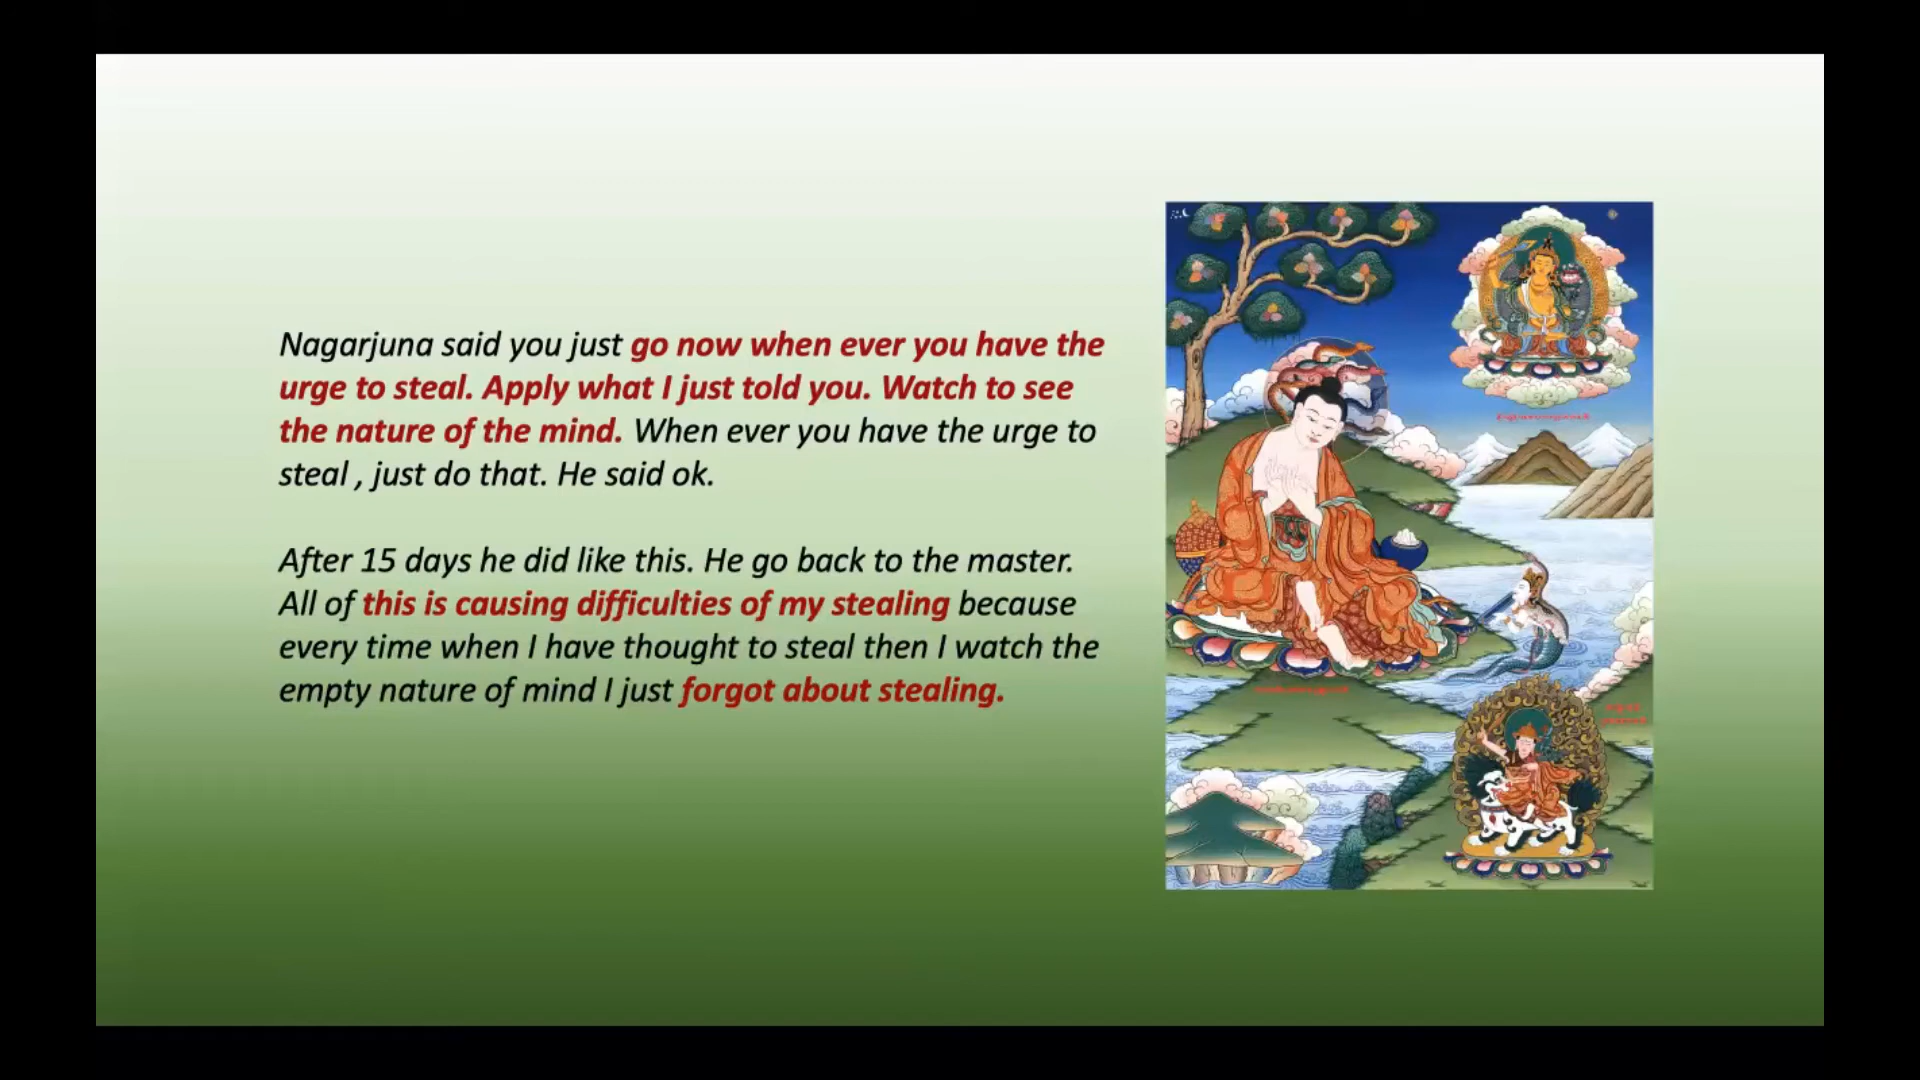 Nagarjuna said you just go now when ever you have the
urge to steal. Apply what I just told you. Watch to see
the nature of the mind. When ever you have the urge to
steal , just do that. He said ok.
After 15 days he did like this. He go back to the master.
All of this is causing difficulties of my stealing because
every time when I have thought to steal then I watch the
empty nature of mind I just forgot about stealing.